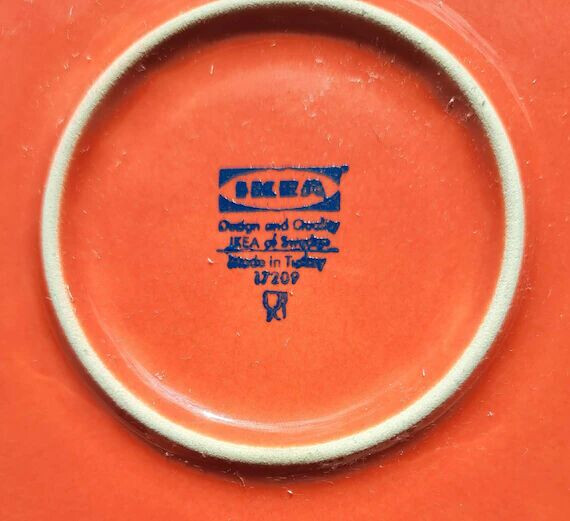 IKEA
Design and Quality
IKEA of Sweden
Made in Turkey
17209